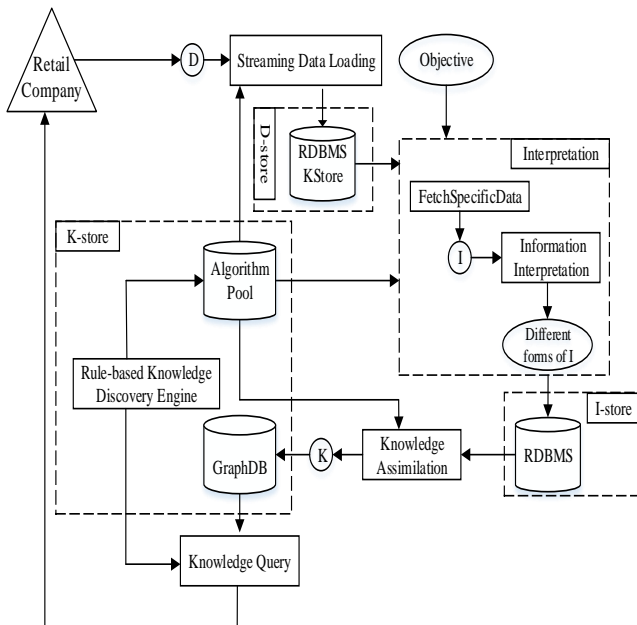 Retail
Company
D
Streaming Data Loading
Objective
D-store
RDBMS
KStore
Interpretation
FetchSpecificData
I
Information
Interpretation
Different
forms of I
K-store
Algorithm
Pool
Rule-based Knowledge
Discovery Engine
GraphDB
K
Knowledge
Assimilation
I-store
RDBMS
Knowledge Query